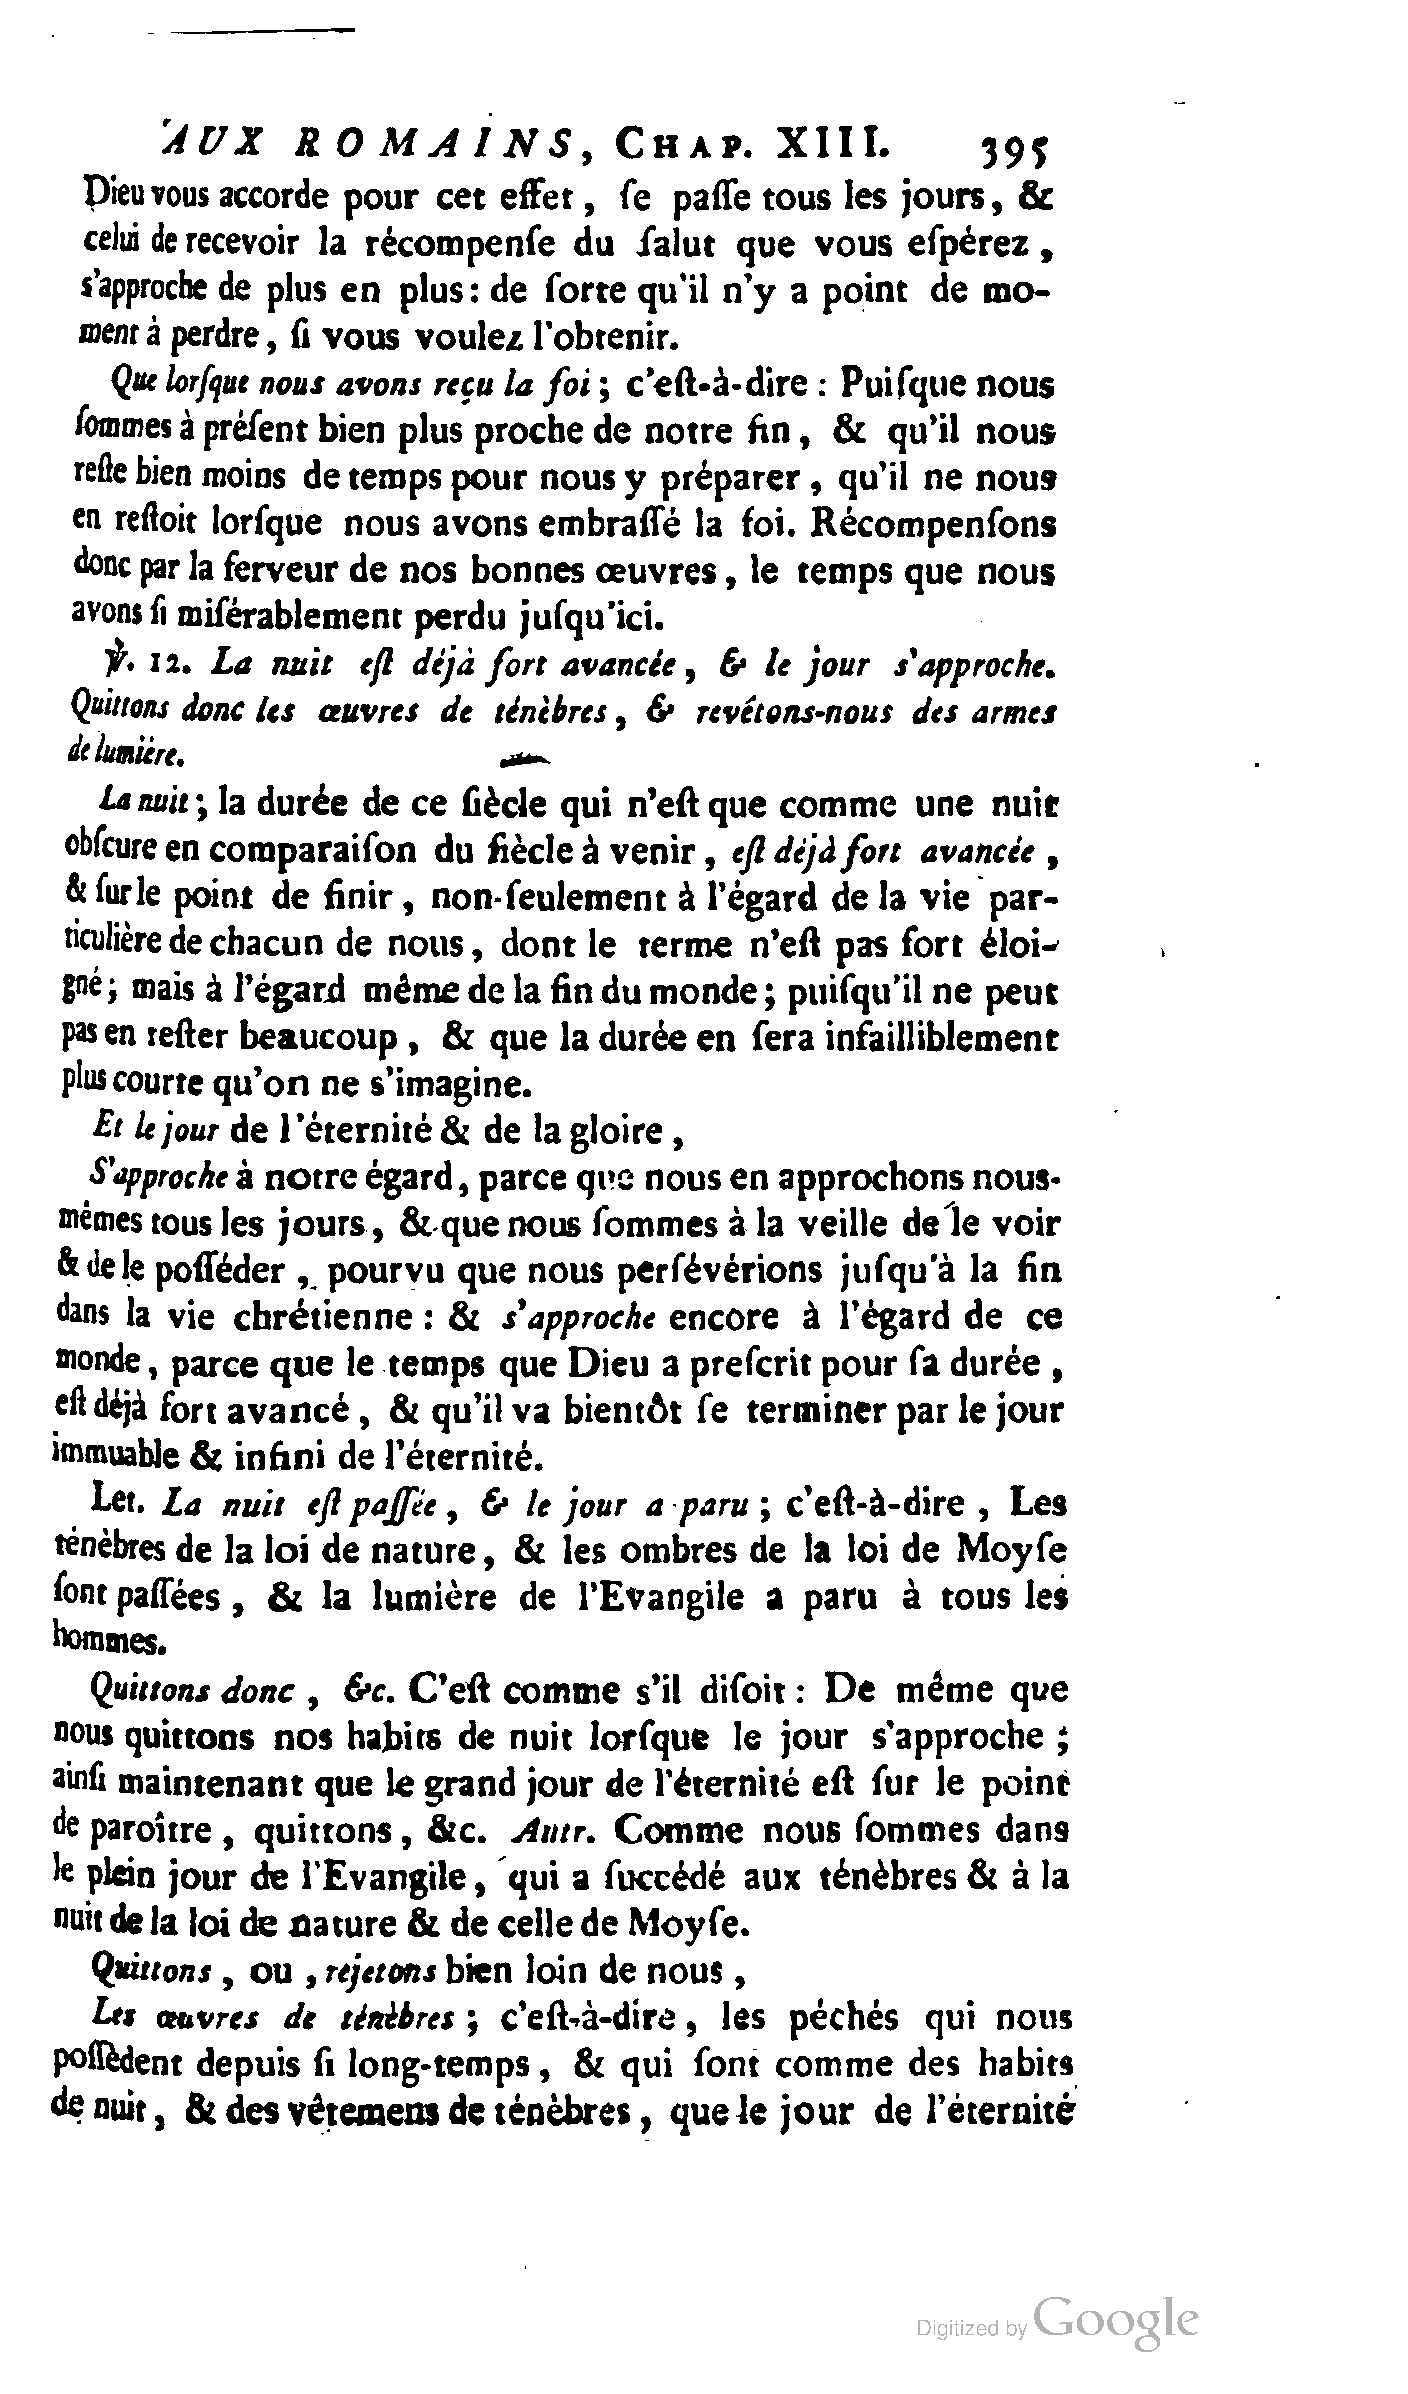 AUX ROMAINS, CHAP. XIII. 395
Dieu vous accorde pour cet effet, ſe paſſe tous les jours, &
celui de recevoir la récompenſe du ſalut que vous eſpérez,
s'approche de plus en plus: de ſorte qu'il n'y a point de mo-
ment à perdre, ſi vous voulez l'obtenir.
Que lorſque nous avons reçu la foi; c'eſt-à-dire : Puiſque nous
ſommes à préſent bien plus proche de notre fin, & qu'il nous
reſte bien moins de temps pour nous y préparer, qu'il ne nous
en reſtoit lorſque nous avons embraſſé la foi. Récompenſons
donc par la ferveur de nos bonnes œuvres, le temps que nous
avons ſi miſérablement perdu juſqu'ici.
℣. 12. La nuit eſt déjà fort avancée, & le jour s'approche.
Quittons donc les œuvres de ténèbres, & revêtons-nous des armes
de lumière.
La nuit; la durée de ce ſiècle qui n'eſt que comme une nuit
obſcure en comparaiſon du ſiècle à venir, eſt déjà fort avancée,
& ſur le point de finir, non-ſeulement à l'égard de la vie par-
ticulière de chacun de nous, dont le terme n'eſt pas fort éloi-
gné; mais à l'égard même de la fin du monde; puiſqu'il ne peut
pas en reſter beaucoup, & que la durée en ſera infailliblement
plus courte qu'on ne s'imagine.
Et le jour de l'éternité & de la gloire,
S'approche à notre égard, parce que nous en approchons nous-
mêmes tous les jours, & que nous ſommes à la veille de le voir
& de le poſſéder, pourvu que nous perſévérions juſqu'à la fin
dans la vie chrétienne : & s'approche encore à l'égard de ce
monde, parce que le temps que Dieu a preſcrit pour ſa durée,
eſt déjà fort avancé, & qu'il va bientôt ſe terminer par le jour
immuable & infini de l'éternité.
Let. La nuit eſt paſſée, & le jour a paru; c'eſt-à-dire, Les
ténèbres de la loi de nature, & les ombres de la loi de Moyſe
ſont paſſées, & la lumière de l'Evangile a paru à tous les
hommes.
Quittons donc, &c. C'eſt comme s'il diſoit : De même que
nous quittons nos habits de nuit lorſque le jour s'approche;
ainſi maintenant que le grand jour de l'éternité eſt ſur le point
de paroître, quittons, &c. Autr. Comme nous ſommes dans
le plein jour de l'Evangile, qui a ſuccédé aux ténèbres & à la
nuit de la loi de nature & de celle de Moyſe.
Quittons, ou, rejetons bien loin de nous,
Les œuvres de ténèbres; c'eſt-à-dire, les péchés qui nous
poſſèdent depuis ſi long-temps, & qui ſont comme des habits
de nuit, & des vêtemens de ténèbres, que le jour de l'éternité
Digitized by Google